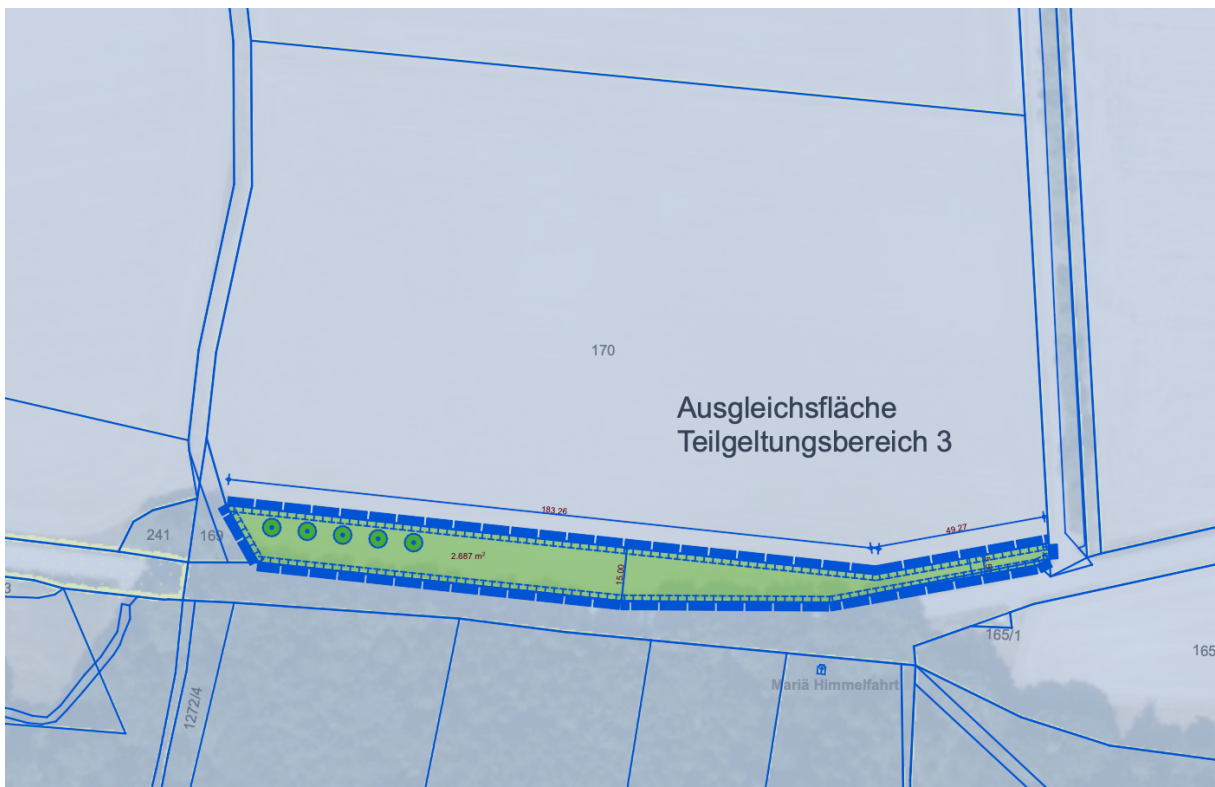 170
Ausgleichsfläche
Teilgeltungsbereich 3
183.26
49.27
241
169
2.687 m²
15.00
3
165/1
165
Mariä Himmelfahrt
1272/4